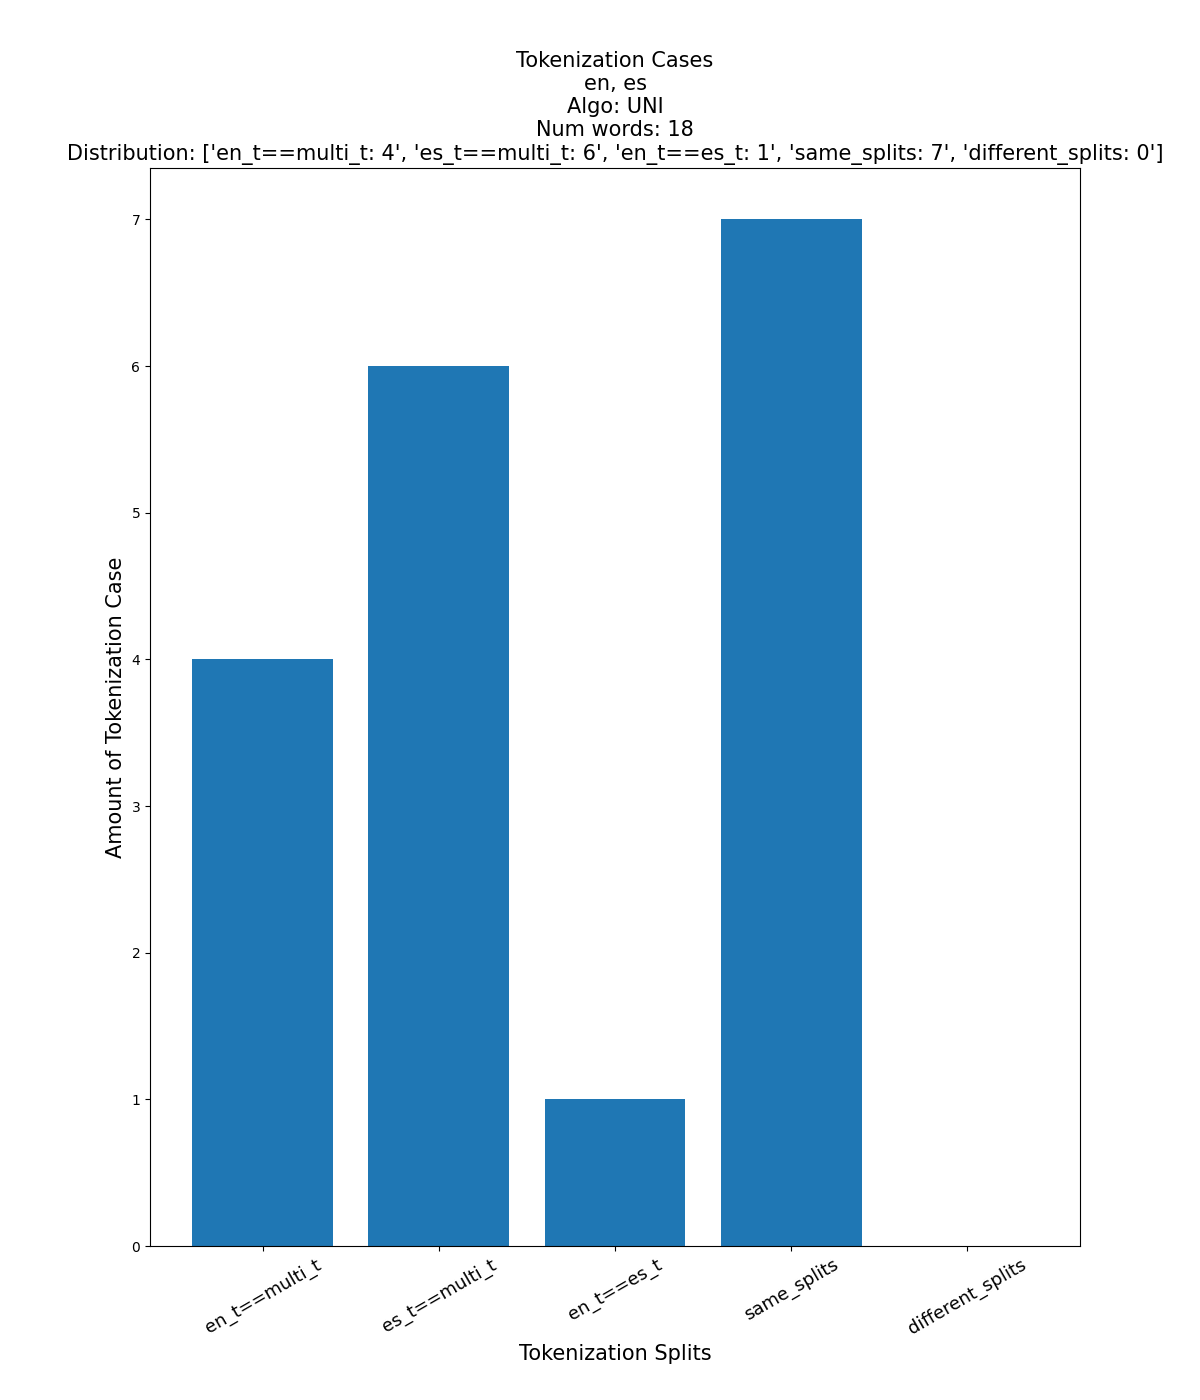 Tokenization Cases
en, es
Algo: UNI
Num words: 18
Distribution: ['en_t==multi_t: 4', 'es_t==multi_t: 6', 'en_t==es_t: 1', 'same_splits: 7', 'different_splits: 0']
7
6
5
4
3
2
1
0
Amount of Tokenization Case
en_t==multi_t
es_t==multi_t
en_t==es_t
same_splits
different_splits
Tokenization Splits